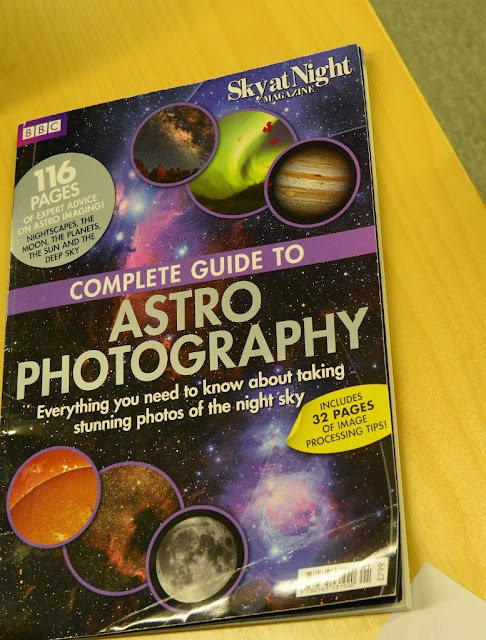 Sky at Night
MAGAZINE
BBC
116
PAGES
OF EXPERT ADVICE
ON ASTRO IMAGING!
NIGHTSCAPES, THE
MOON, THE PLANETS,
THE SUN AND THE
DEEP SKY
COMPLETE GUIDE TO
ASTRO
PHOTOGRAPHY
Everything you need to know about taking
stunning photos of the night sky
INCLUDES
32 PAGES
OF IMAGE
PROCESSING TIPS!
£7.99